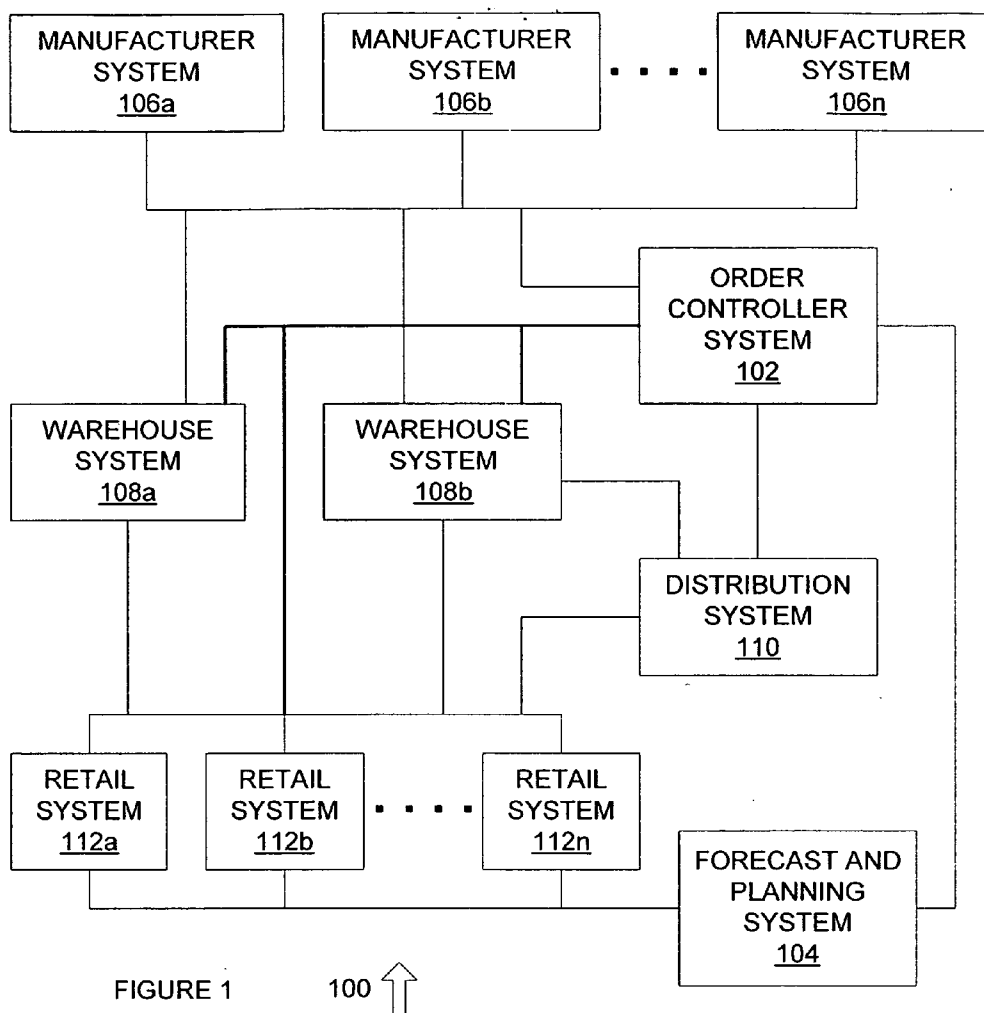 MANUFACTURER
SYSTEM
106a
MANUFACTURER
SYSTEM
106b
MANUFACTURER
SYSTEM
106n
ORDER
CONTROLLER
SYSTEM
102
WAREHOUSE
SYSTEM
108a
WAREHOUSE
SYSTEM
108b
DISTRIBUTION
SYSTEM
110
RETAIL
SYSTEM
112a
RETAIL
SYSTEM
112b
RETAIL
SYSTEM
112n
FORECAST AND
PLANNING
SYSTEM
104
FIGURE 1
100